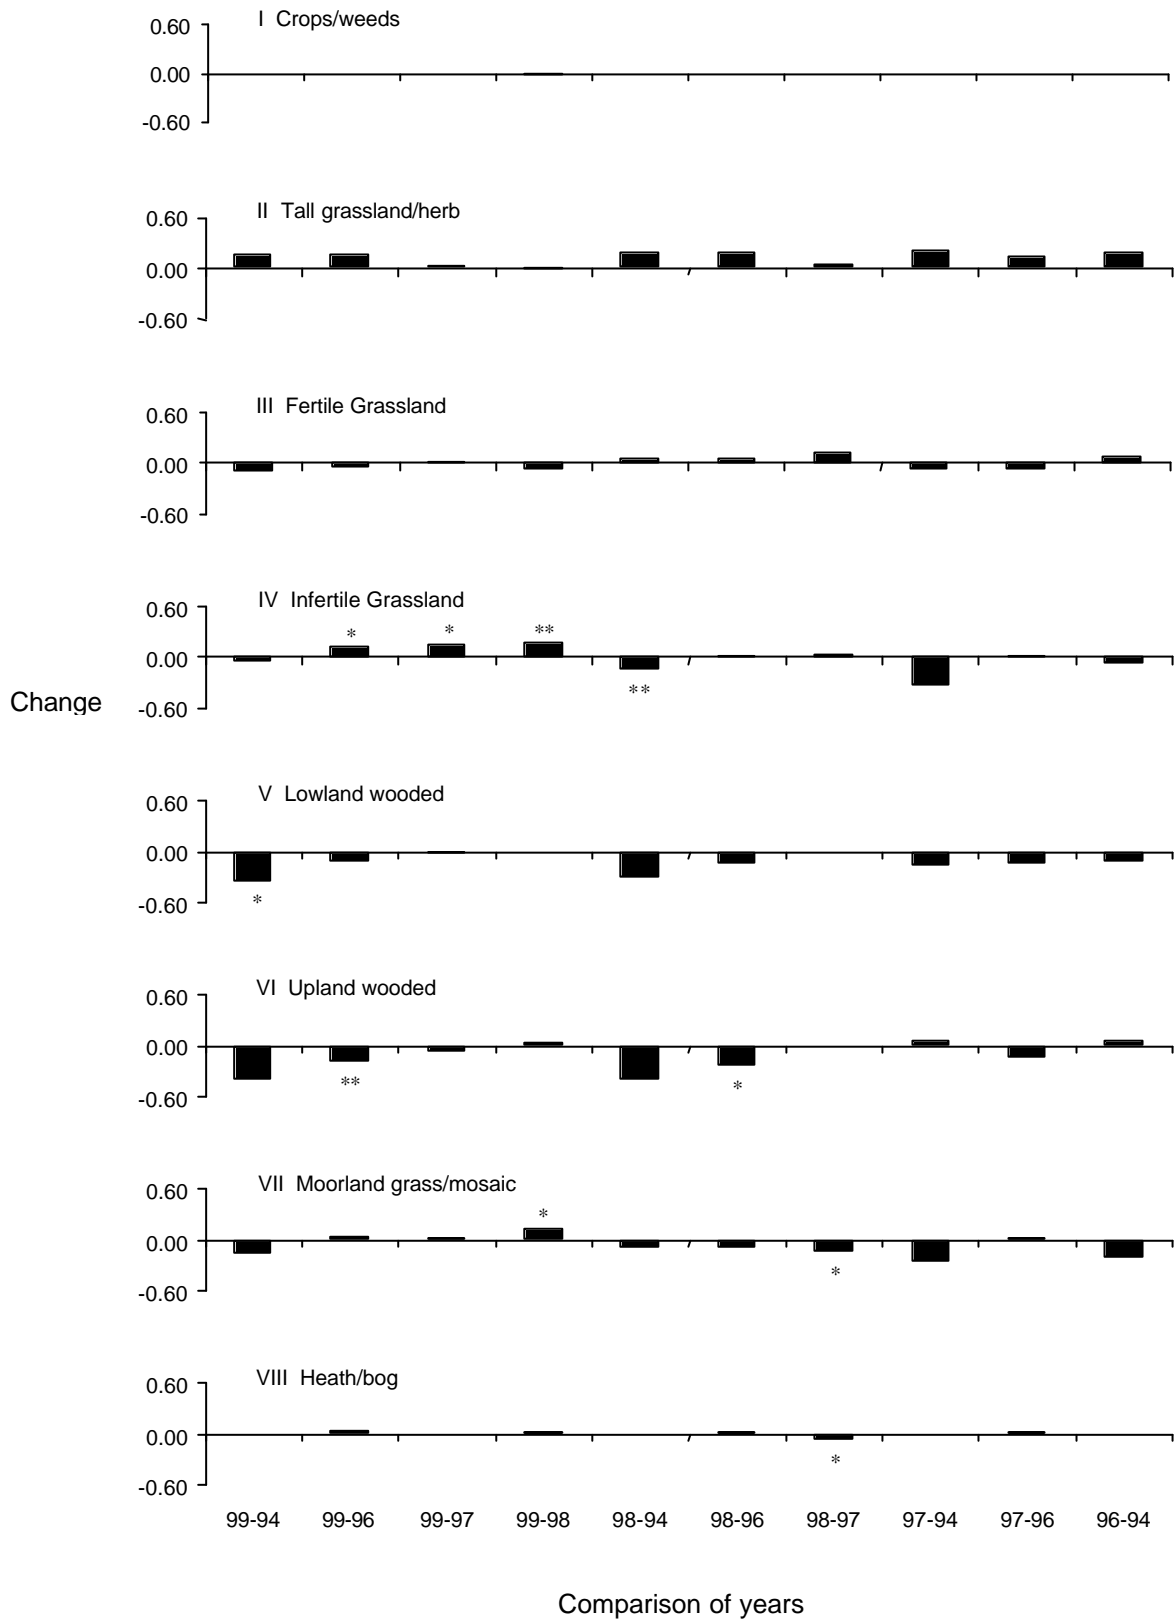 I Crops/weeds
0.60
0.00
-0.60
II Tall grassland/herb
0.60
0.00
-0.60
III Fertile Grassland
0.60
0.00
-0.60
IV Infertile Grassland
0.60
* * **
0.00
**
Change
-0.60
V Lowland wooded
0.60
0.00
-0.60
*
VI Upland wooded
0.60
0.00
** *
-0.60
VII Moorland grass/mosaic
0.60
*
0.00
*
-0.60
VIII Heath/bog
0.60
0.00
*
-0.60
99-94 99-96 99-97 99-98 98-94 98-96 98-97 97-94 97-96 96-94
Comparison of years